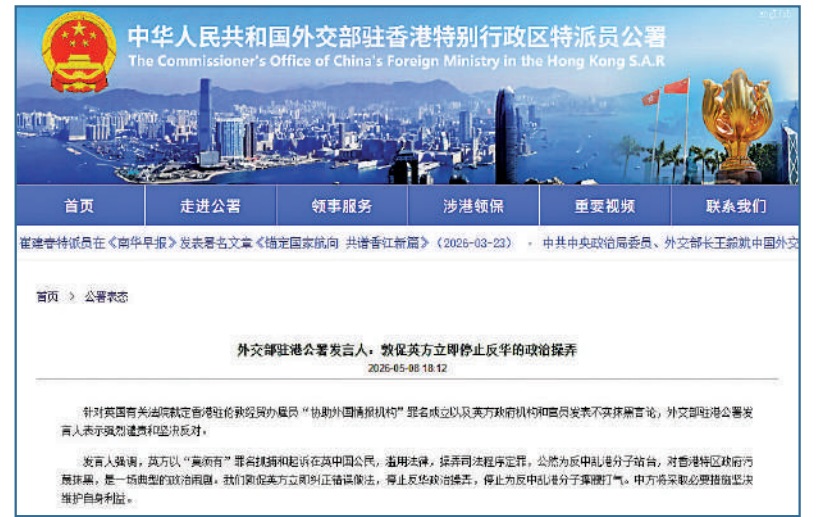 中华人民共和国外交部驻香港特别行政区特派员公署
The Commissioner's Office of China's Foreign Ministry in the Hong Kong S.A.R
首页 走进公署 领事服务 涉港领保 重要视频 联系我们
崔建春特派员在《南华早报》发表署名文章《锚定国家航向 共谱香江新篇》(2026-03-23) · 中共中央政治局委员、外交部长王毅就中国外交
首页 > 公署表态
外交部驻港公署发言人：敦促英方立即停止反华的政治操弄
2026-05-08 18:12
针对英国有关法院裁定香港驻伦敦经贸办雇员“协助外国情报机构”罪名成立以及英方政府机构和官员发表不实抹黑言论，外交部驻港公署发
言人表示强烈谴责和坚决反对。
发言人强调，英方以“莫须有”罪名抓捕和起诉在英中国公民，滥用法律，操弄司法程序定罪，公然为反中乱港分子站台，对香港特区政府污
蔑抹黑，是一场典型的政治闹剧。我们敦促英方立即纠正错误做法，停止反华政治操弄，停止为反中乱港分子撑腰打气。中方将采取必要措施坚决
维护自身利益。